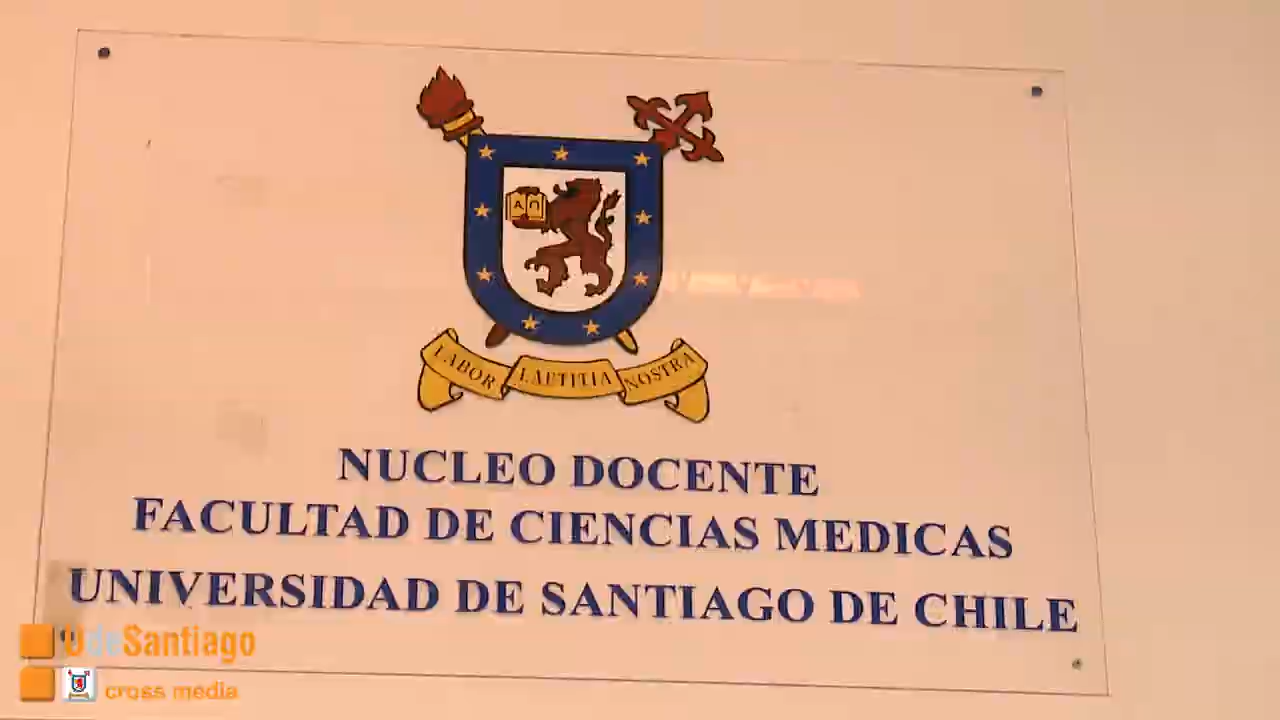 A Ω
LABOR LAETITIA NOSTRA
NUCLEO DOCENTE
FACULTAD DE CIENCIAS MEDICAS
UNIVERSIDAD DE SANTIAGO DE CHILE
UdeSantiago
cross media